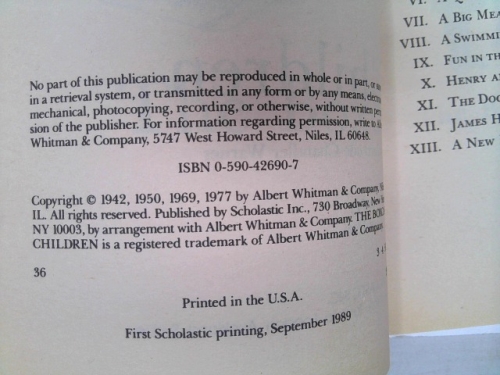 No part of this publication may be reproduced in whole or in part, or
in a retrieval system, or transmitted in any form or by any means,
mechanical, photocopying, recording, or otherwise, without written
sion of the publisher. For information regarding permission, write to
Whitman & Company, 5747 West Howard Street, Niles, IL 60648.
ISBN 0-590-42690-7
Copyright © 1942, 1950, 1969, 1977 by Albert Whitman & Company,
IL. All rights reserved. Published by Scholastic Inc., 730 Broadway, New
NY 10003, by arrangement with Albert Whitman & Company. THE
CHILDREN is a registered trademark of Albert Whitman & Company.
36
3 4
Printed in the U.S.A.
First Scholastic printing, September 1989
VII. A BIG
VIII. A
IX. FUN IN
X. HENRY
XI. THE
XII. JAMES H
XIII. A NEW